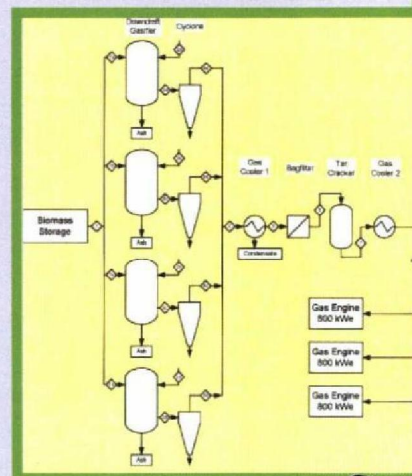 Downdraft
Gasifier
Cyclone
Ash
Gas
Cooler 1
Bagfilter
Tar
Cracker
Gas
Cooler 2
Biomass
Storage
Ash
Condensate
Gas Engine
800 kWe
Ash
Gas Engine
800 kWe
Gas Engine
800 kWe
Ash